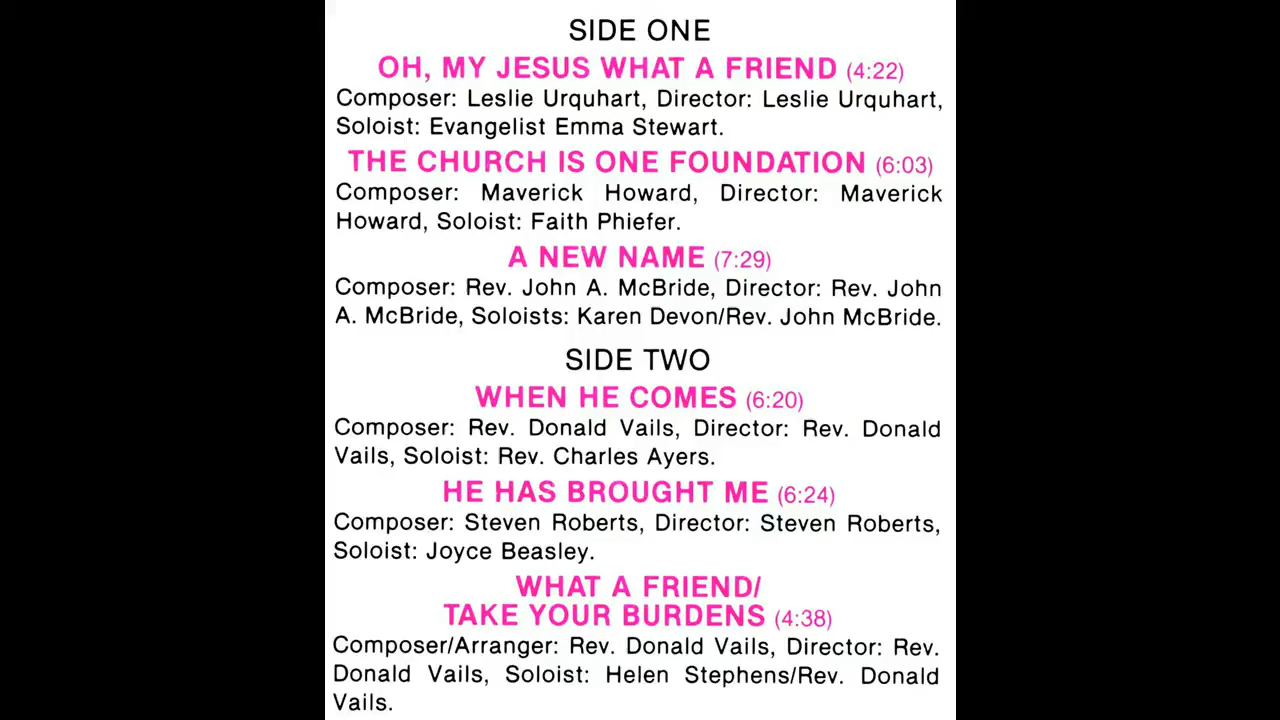 SIDE ONE
OH, MY JESUS WHAT A FRIEND (4:22)
Composer: Leslie Urquhart, Director: Leslie Urquhart,
Soloist: Evangelist Emma Stewart.
THE CHURCH IS ONE FOUNDATION (6:03)
Composer: Maverick Howard, Director: Maverick
Howard, Soloist: Faith Phiefer.
A NEW NAME (7:29)
Composer: Rev. John A. McBride, Director: Rev. John
A. McBride, Soloists: Karen Devon/Rev. John McBride.
SIDE TWO
WHEN HE COMES (6:20)
Composer: Rev. Donald Vails, Director: Rev. Donald
Vails, Soloist: Rev. Charles Ayers.
HE HAS BROUGHT ME (6:24)
Composer: Steven Roberts, Director: Steven Roberts,
Soloist: Joyce Beasley.
WHAT A FRIEND/
TAKE YOUR BURDENS (4:38)
Composer/Arranger: Rev. Donald Vails, Director: Rev.
Donald Vails, Soloist: Helen Stephens/Rev. Donald
Vails.